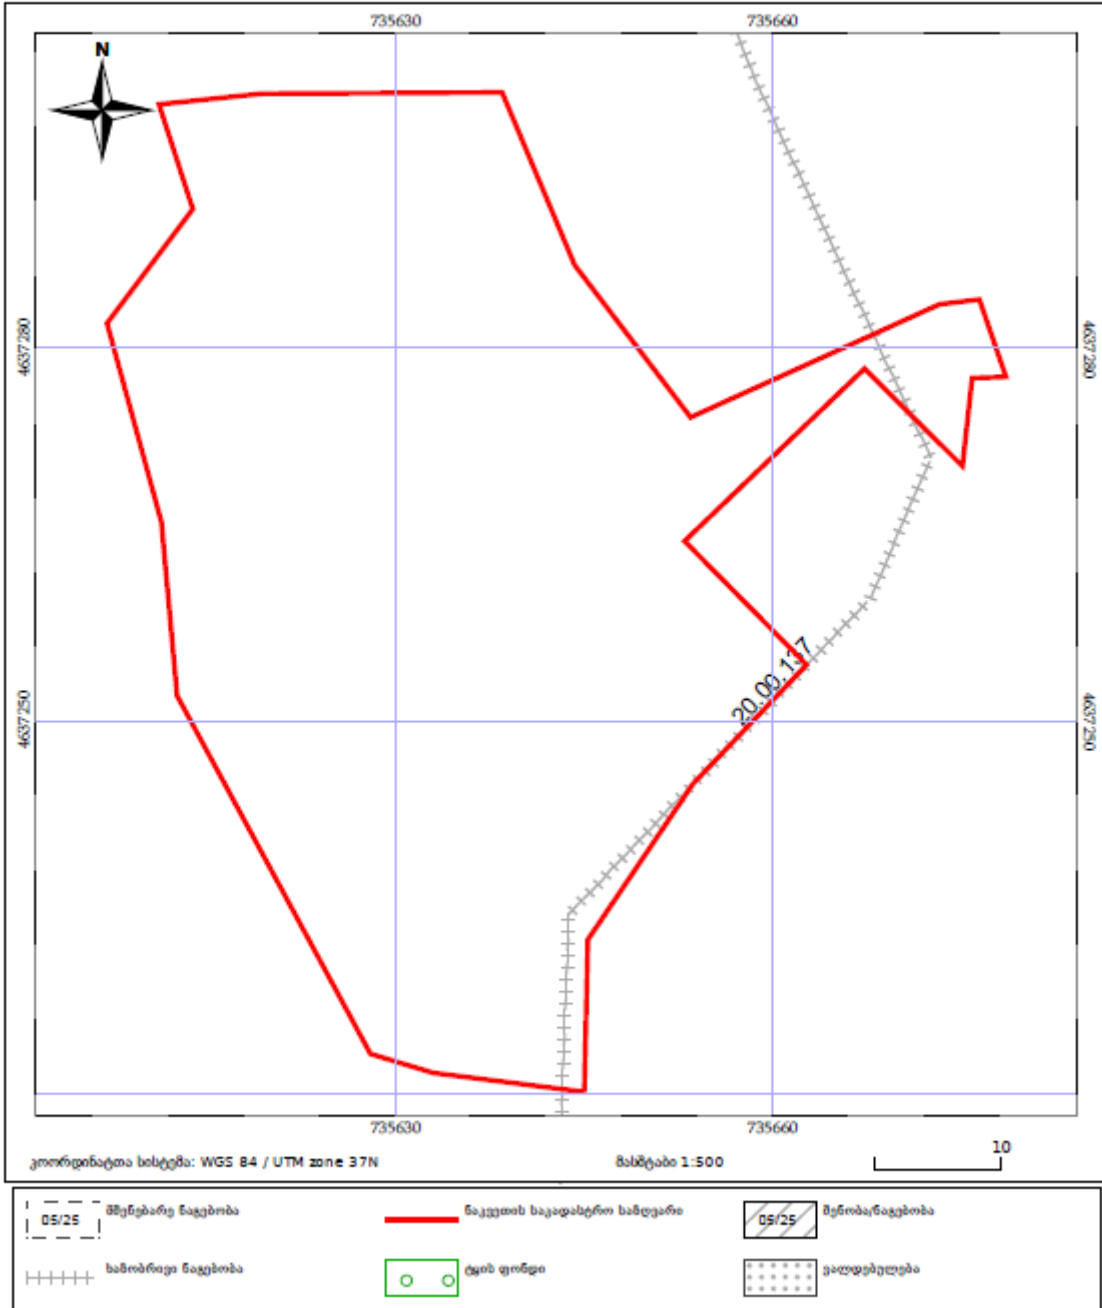 735630 735660
N
4637280 4637280
20.00.137
4637250 4637250
735630 735660
კოორდინატთა სისტემა: WGS 84 / UTM zone 37N მასშტაბი 1:500 10
05/25 მშენებარე ნაგებობა ნაკვეთის საკადასტრო საზღვარი 05/25 შენობა/ნაგებობა
ხაზობრივი ნაგებობა ტყის ფონდი ვალდებულება